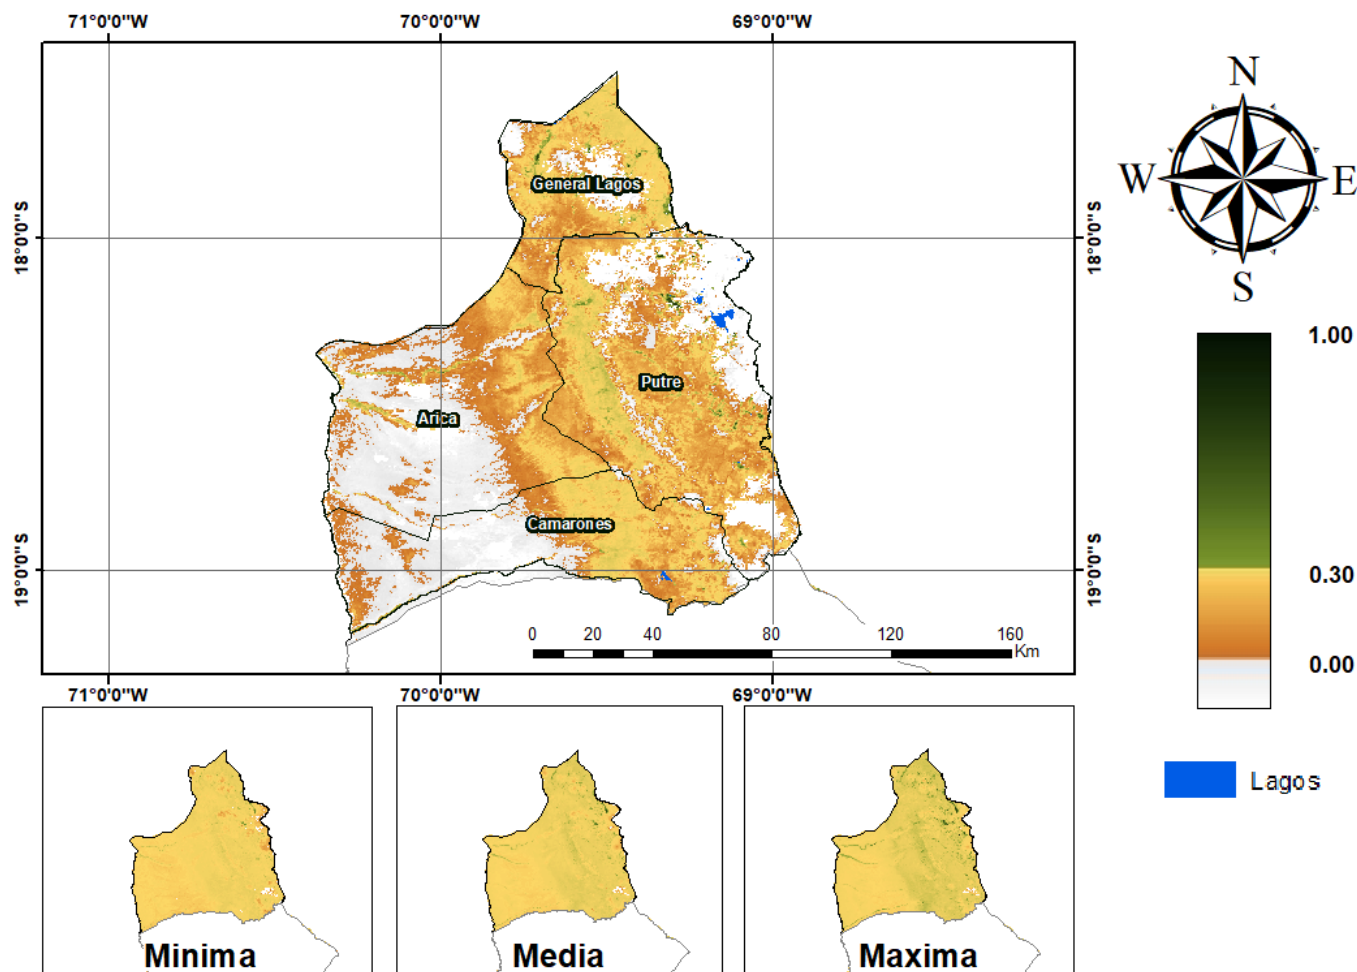 71°0'0"W 70°0'0"W 69°0'0"W
N
W E
S
General Lagos
18°0'0"S 18°0'0"S
1.00
Putre
Arica
Camarones
19°0'0"S 19°0'0"S
0.30
0 20 40 80 120 160
Km
0.00
71°0'0"W 70°0'0"W 69°0'0"W
Lagos
Minima Media Maxima